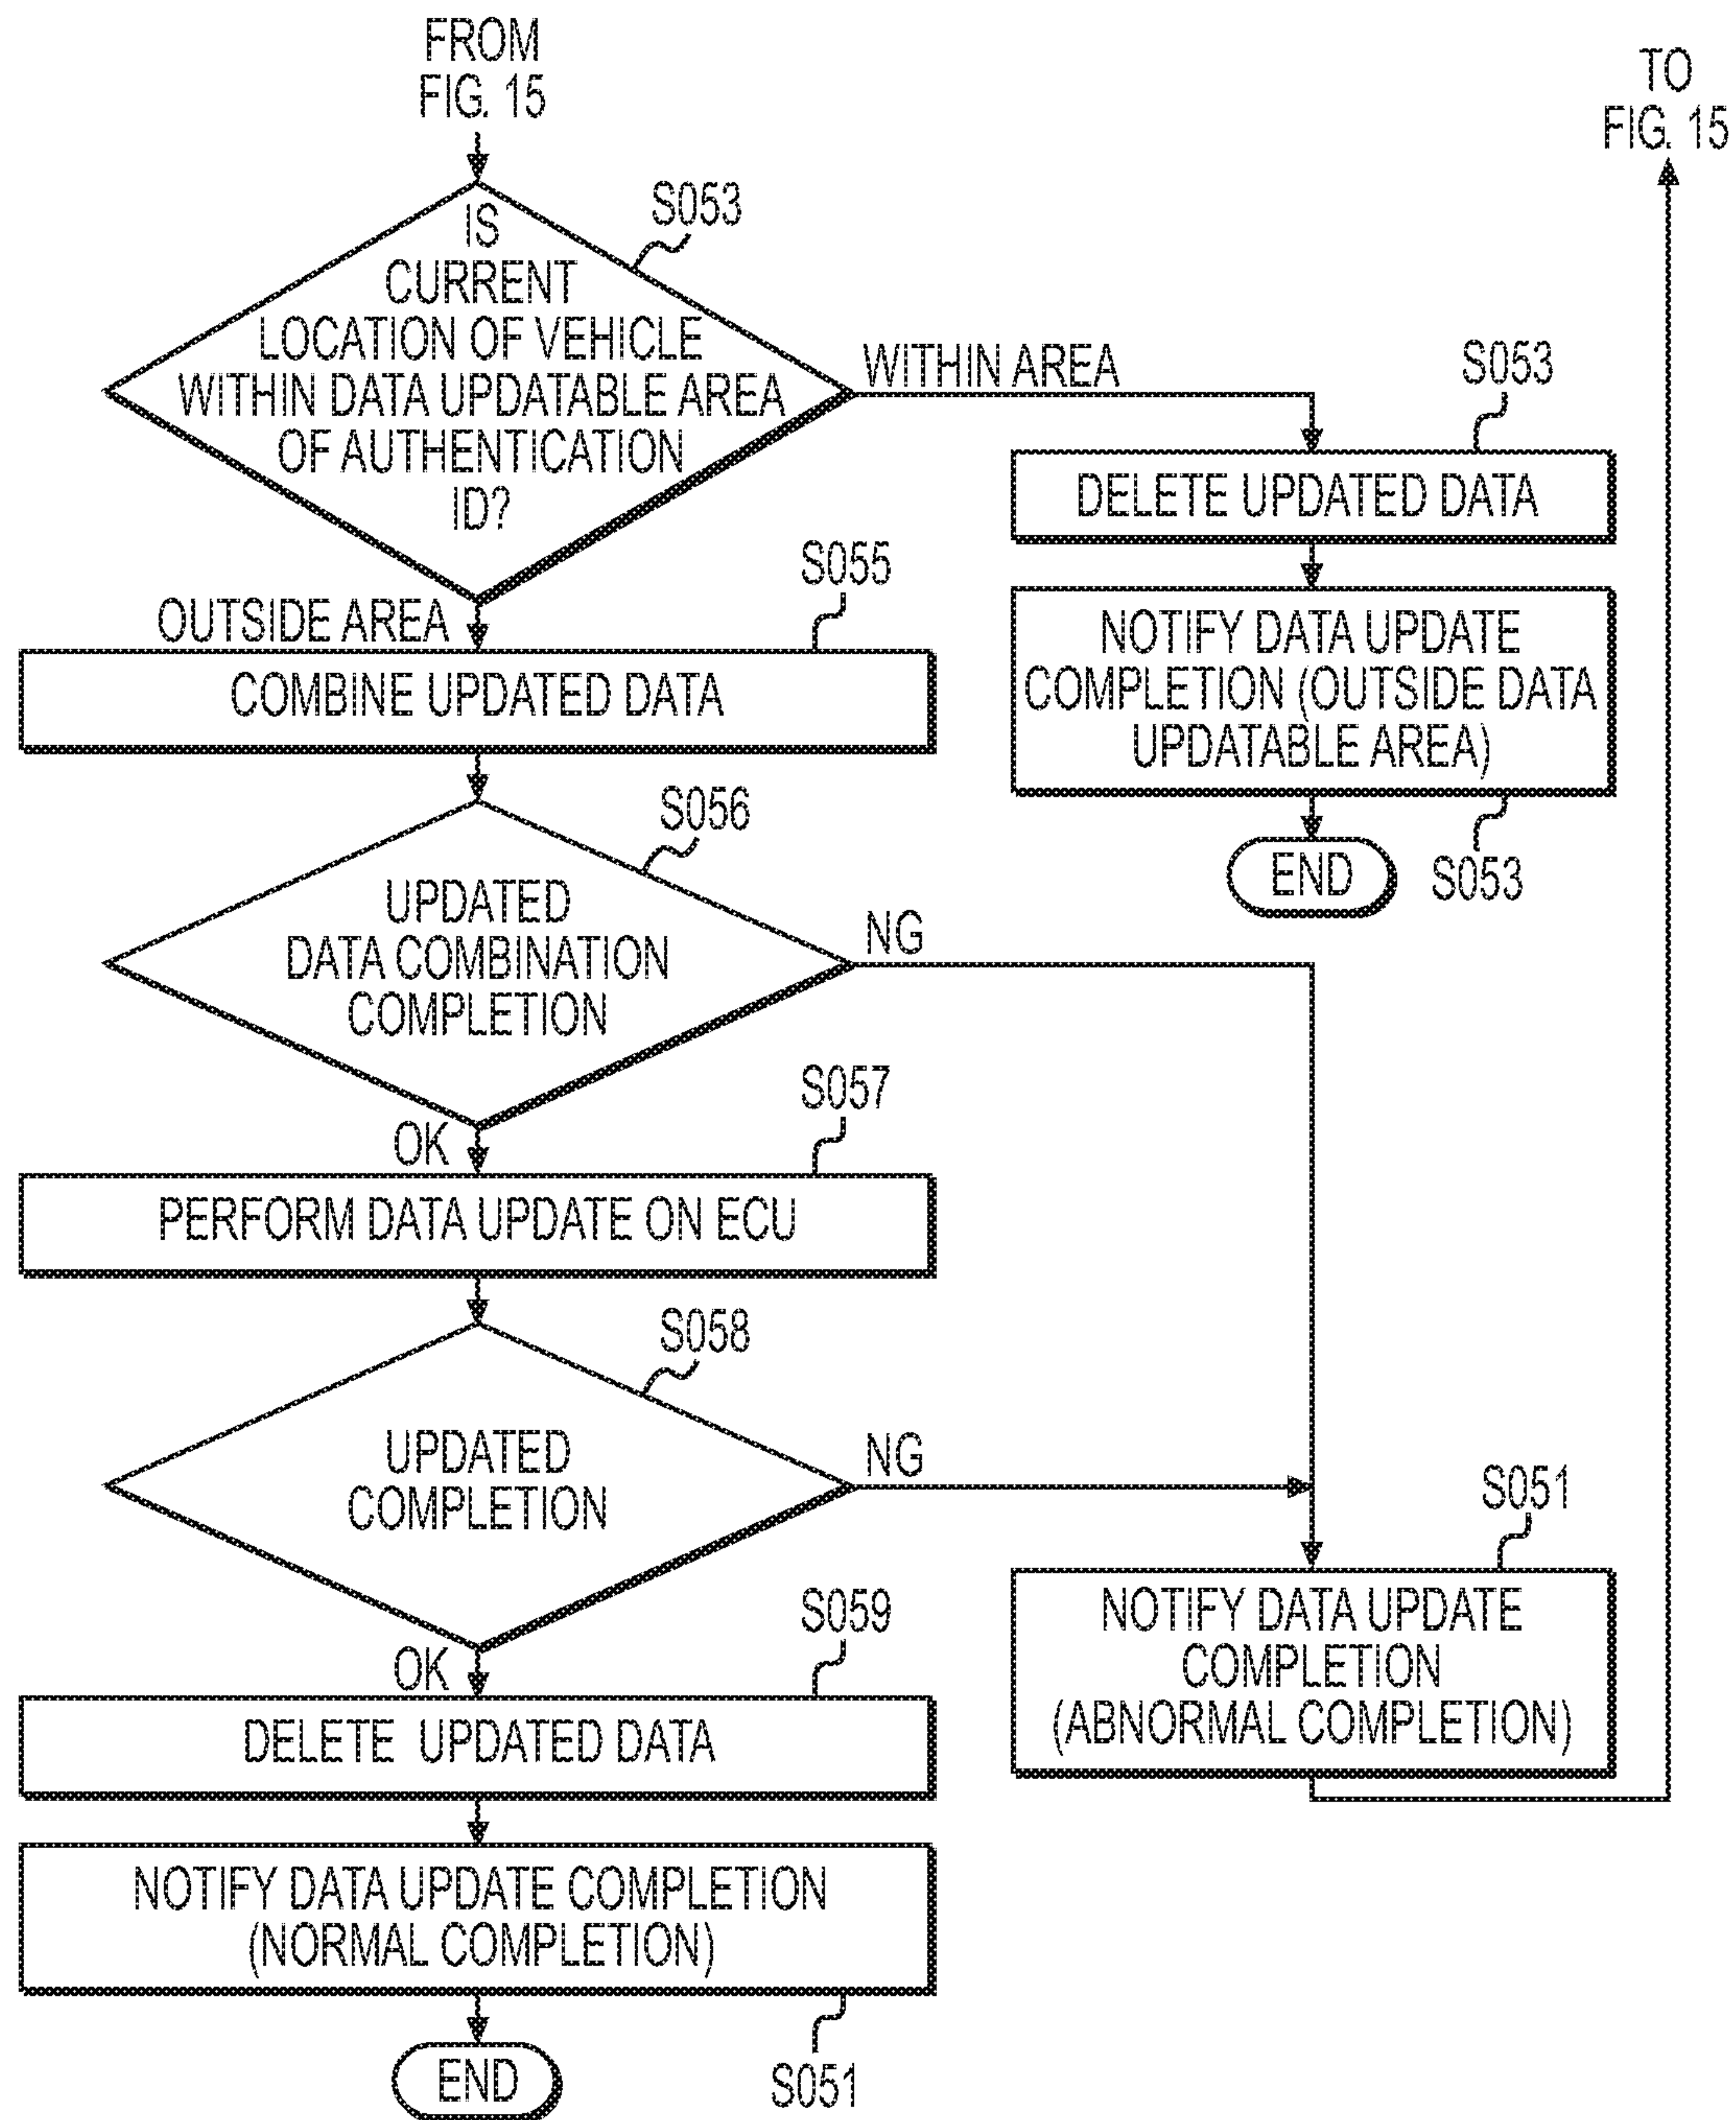 FROM
FIG. 15
TO
FIG. 15
S053
IS
CURRENT
LOCATION OF VEHICLE
WITHIN DATA UPDATABLE AREA
OF AUTHENTICATION
ID?
WITHIN AREA
S053
DELETE UPDATED DATA
OUTSIDE AREA
S055
COMBINE UPDATED DATA
NOTIFY DATA UPDATE
COMPLETION (OUTSIDE DATA
UPDATABLE AREA)
S053
END
S056
UPDATED
DATA COMBINATION
COMPLETION
NG
OK
S057
PERFORM DATA UPDATE ON ECU
S058
UPDATED
COMPLETION
NG
S051
NOTIFY DATA UPDATE
COMPLETION
(ABNORMAL COMPLETION)
OK
S059
DELETE UPDATED DATA
NOTIFY DATA UPDATE COMPLETION
(NORMAL COMPLETION)
S051
END